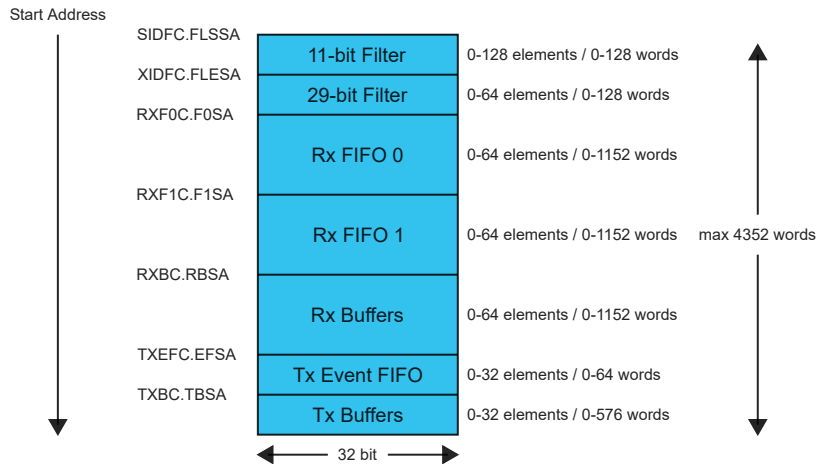 Start Address
SIDFC.FLSSA
11-bit Filter
0-128 elements / 0-128 words
XIDFC.FLESA
29-bit Filter
0-64 elements / 0-128 words
RXF0C.F0SA
Rx FIFO 0
0-64 elements / 0-1152 words
RXF1C.F1SA
Rx FIFO 1
0-64 elements / 0-1152 words
max 4352 words
RXBC.RBSA
Rx Buffers
0-64 elements / 0-1152 words
TXEFC.EFSA
Tx Event FIFO
0-32 elements / 0-64 words
TXBC.TBSA
Tx Buffers
0-32 elements / 0-576 words
32 bit